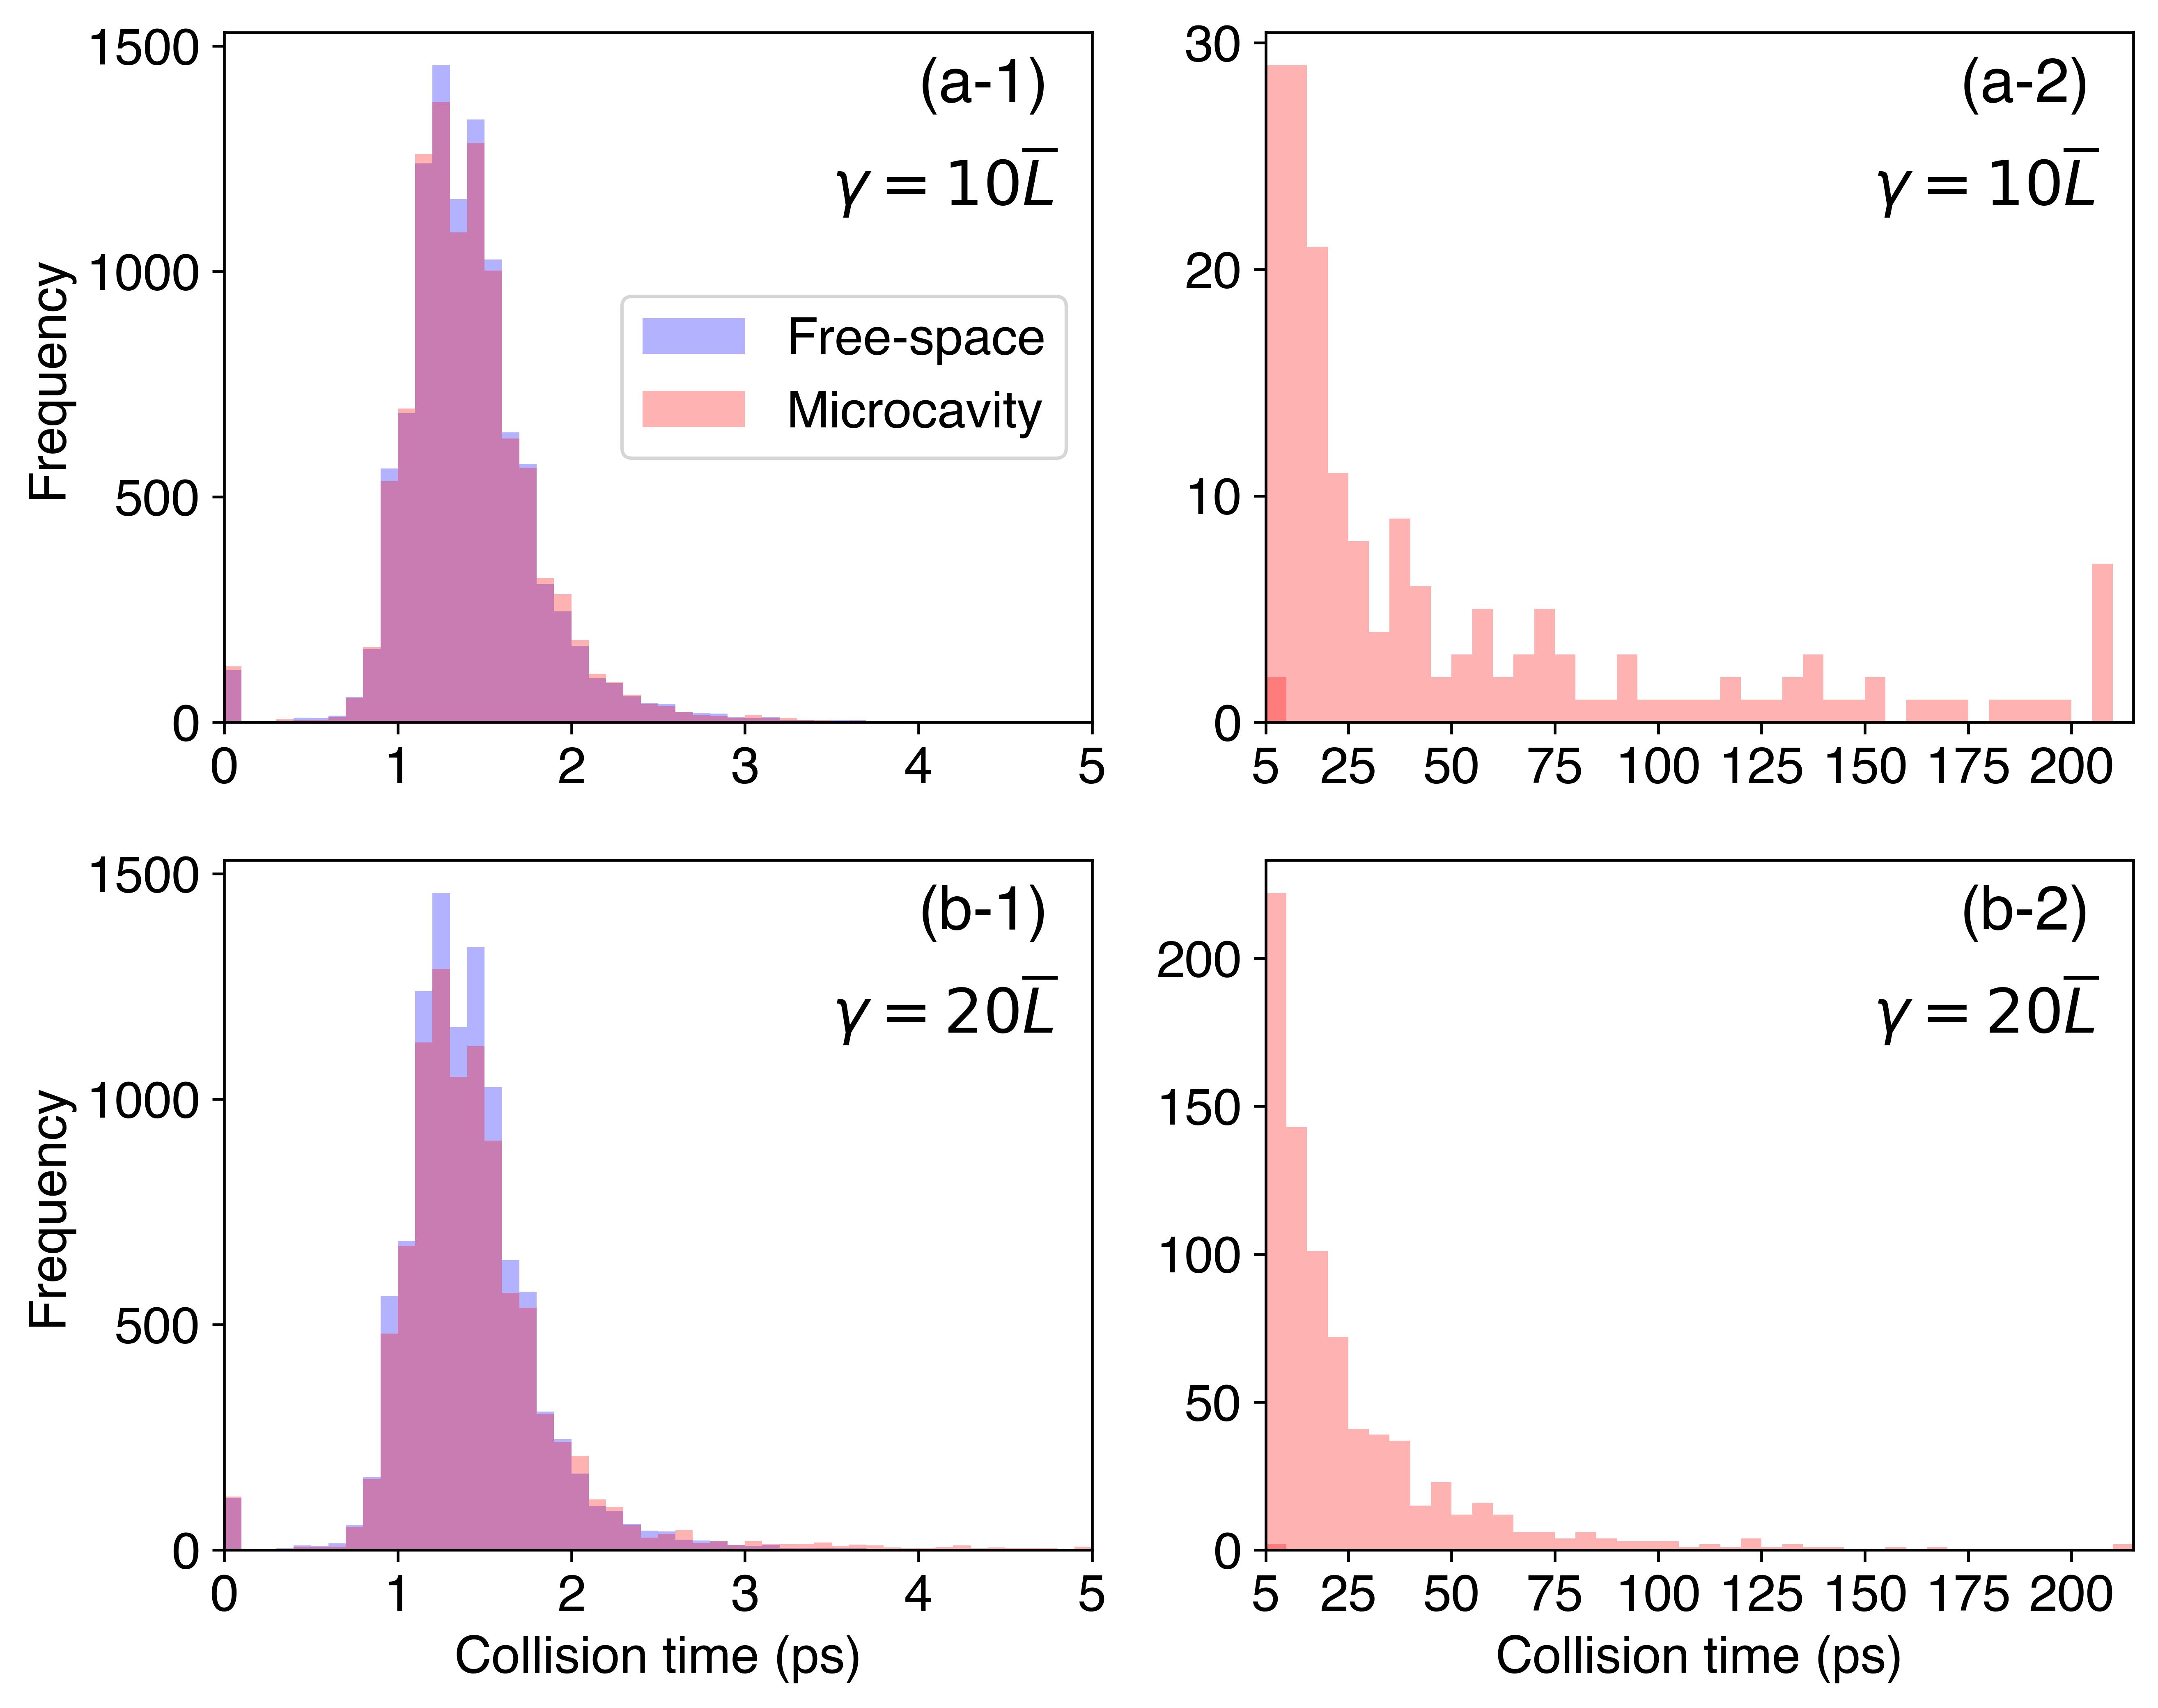 (a-1)
γ = 10L̅
Free-space
Microcavity
Frequency
1500
1000
500
0
0 1 2 3 4 5
(a-2)
γ = 10L̅
30
20
10
0
5 25 50 75 100 125 150 175 200
(b-1)
γ = 20L̅
Frequency
1500
1000
500
0
0 1 2 3 4 5
Collision time (ps)
(b-2)
γ = 20L̅
200
150
100
50
0
5 25 50 75 100 125 150 175 200
Collision time (ps)